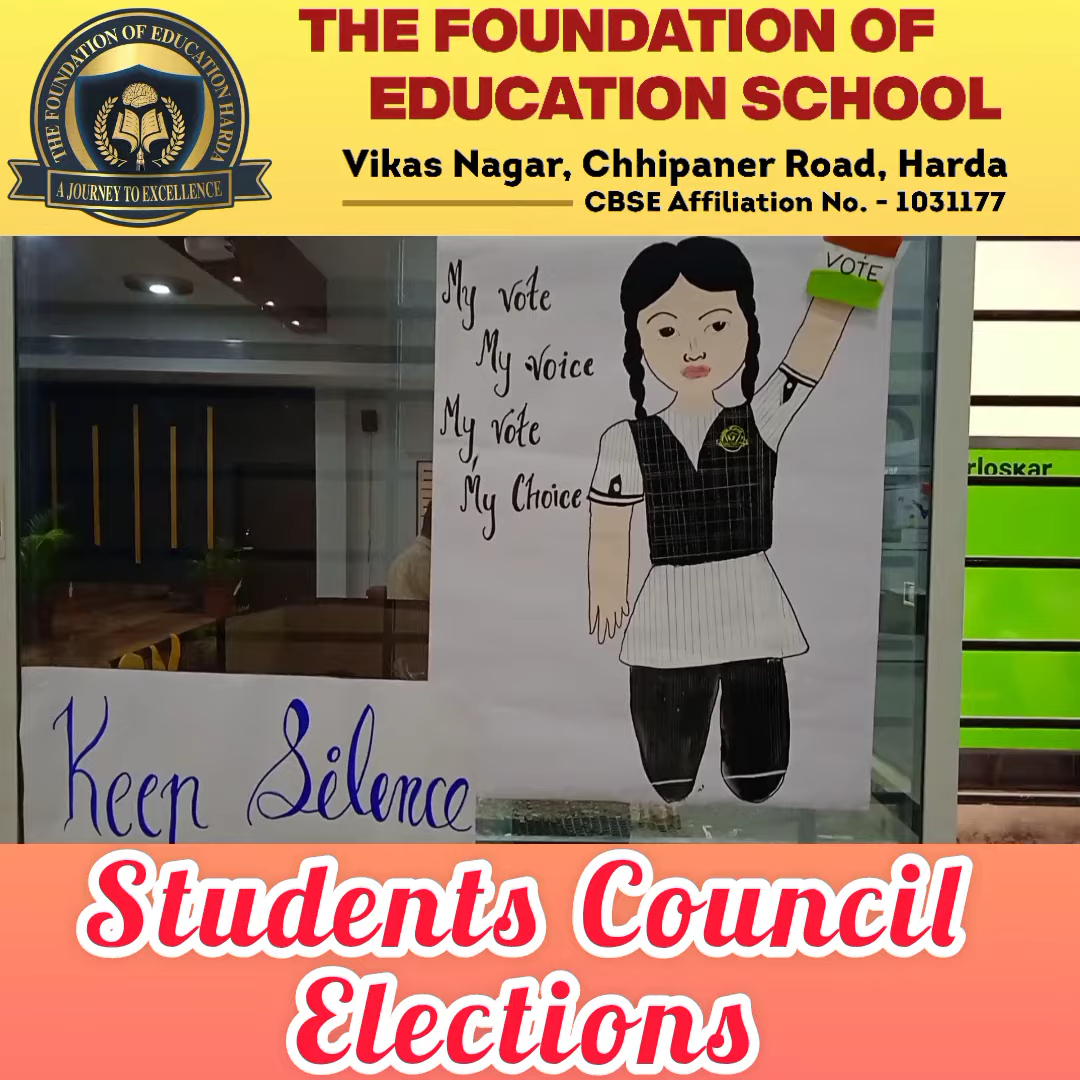 THE FOUNDATION OF EDUCATION HARDA
A JOURNEY TO EXCELLENCE
THE FOUNDATION OF
EDUCATION SCHOOL
Vikas Nagar, Chhipaner Road, Harda
CBSE Affiliation No. - 1031177
My vote
My voice
My vote
My Choice
VOTE
rloskar
Keep Silence
Students Council
Elections